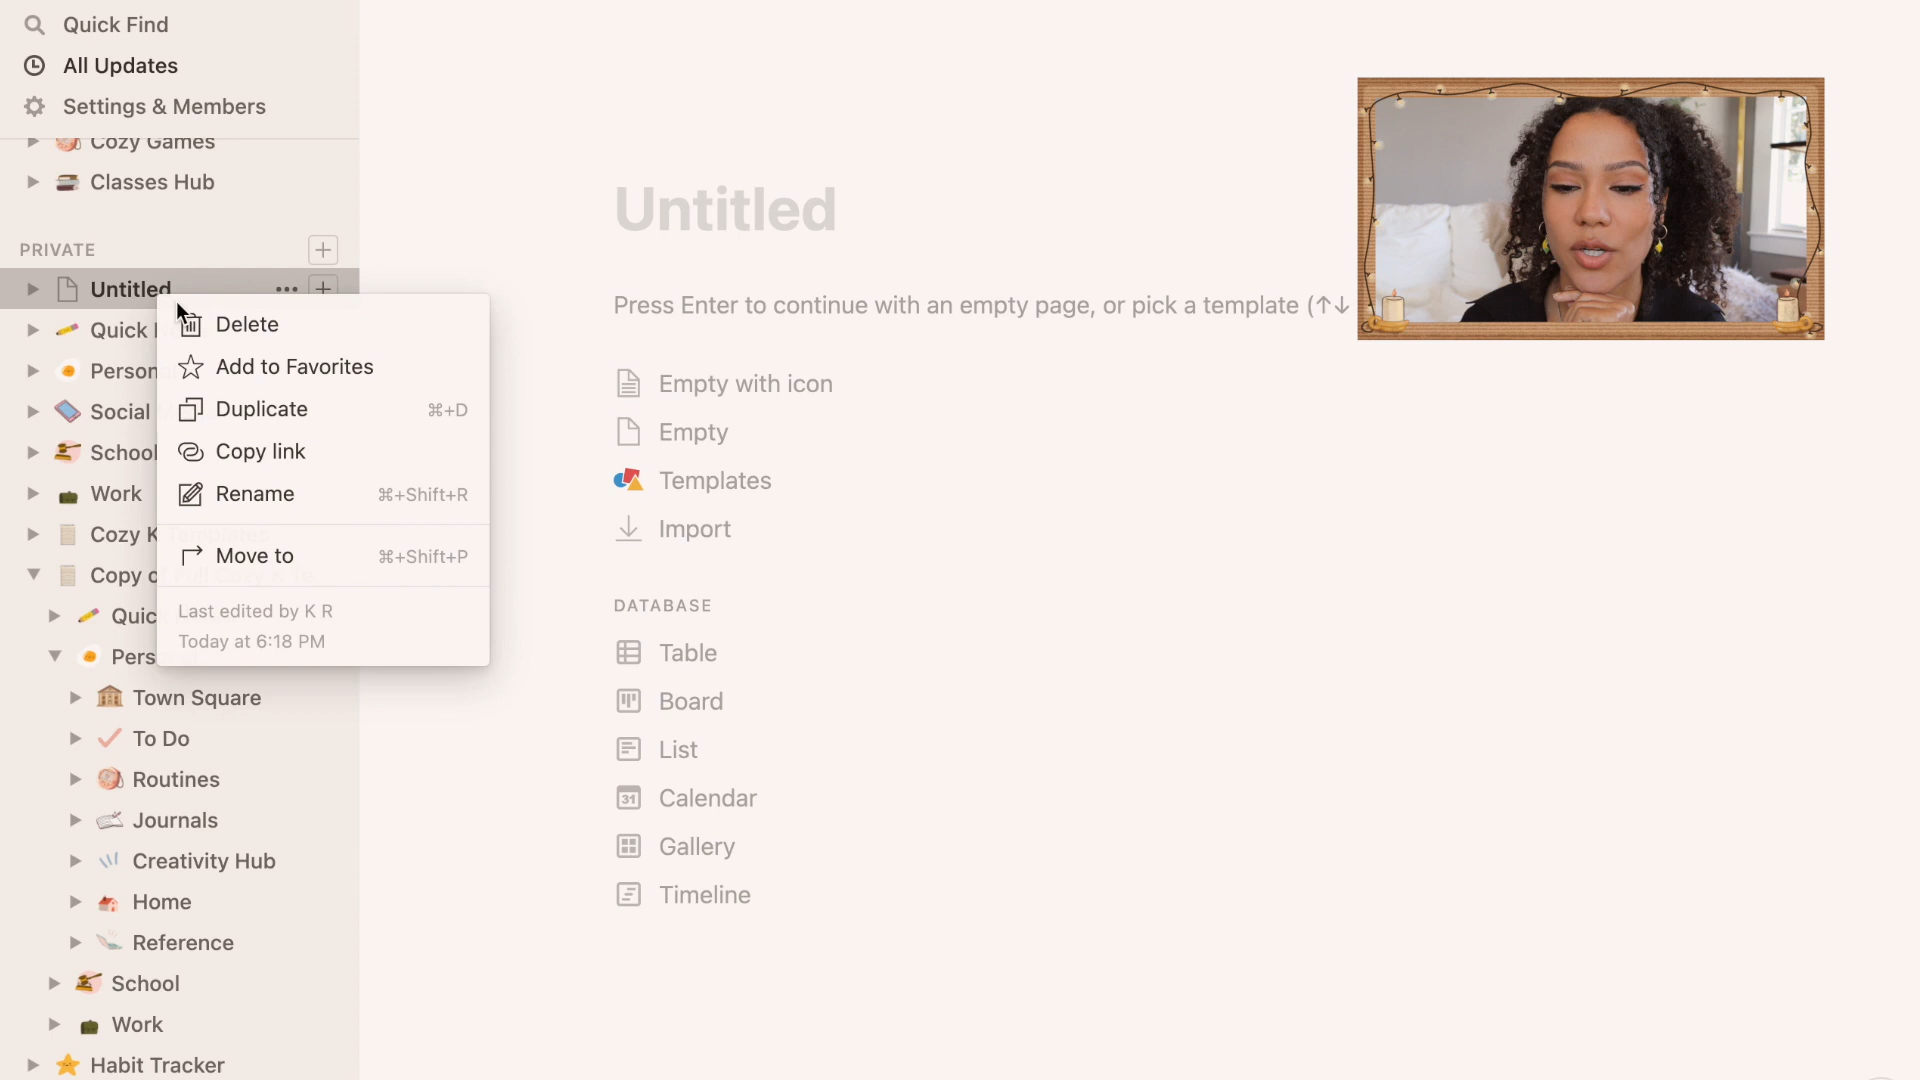 Quick Find
All Updates
Settings & Members
Cozy Games
Classes Hub
PRIVATE
Untitled
Quick
Person
Social
School
Work
Cozy K
Copy o
Quic
Pers
Town Square
To Do
Routines
Journals
Creativity Hub
Home
Reference
School
Work
Habit Tracker
Delete
Add to Favorites
Duplicate ⌘+D
Copy link
Rename ⌘+Shift+R
Move to ⌘+Shift+P
Last edited by K R
Today at 6:18 PM
Untitled
Press Enter to continue with an empty page, or pick a template (↑↓
Empty with icon
Empty
Templates
Import
DATABASE
Table
Board
List
31
Calendar
Gallery
Timeline